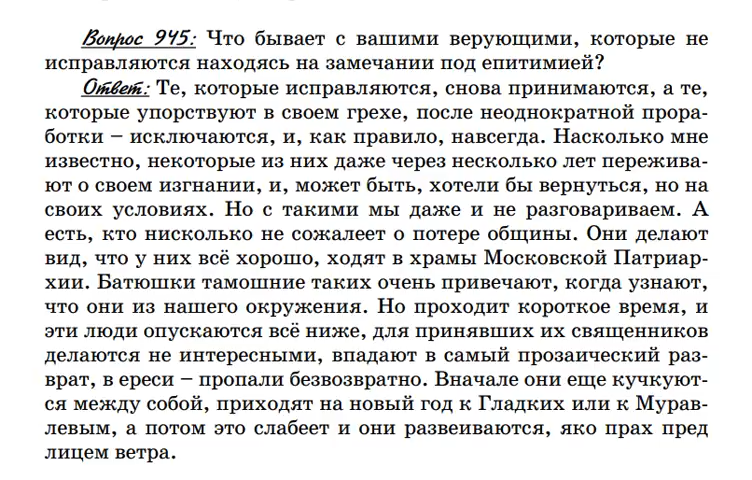 Вопрос 945: Что бывает с вашими верующими, которые не
исправляются находясь на замечании под епитимией?
Ответ: Те, которые исправляются, снова принимаются, а те,
которые упорствуют в своем грехе, после неоднократной прора-
ботки – исключаются, и, как правило, навсегда. Насколько мне
известно, некоторые из них даже через несколько лет пережива-
ют о своем изгнании, и, может быть, хотели бы вернуться, но на
своих условиях. Но с такими мы даже и не разговариваем. А
есть, кто нисколько не сожалеет о потере общины. Они делают
вид, что у них всё хорошо, ходят в храмы Московской Патриар-
хии. Батюшки тамошние таких очень привечают, когда узнают,
что они из нашего окружения. Но проходит короткое время, и
эти люди опускаются всё ниже, для принявших их священников
делаются не интересными, впадают в самый прозаический раз-
врат, в ереси – пропали безвозвратно. Вначале они еще кучкуют-
ся между собой, приходят на новый год к Гладких или к Мурав-
левым, а потом это слабеет и они развеиваются, яко прах пред
лицем ветра.